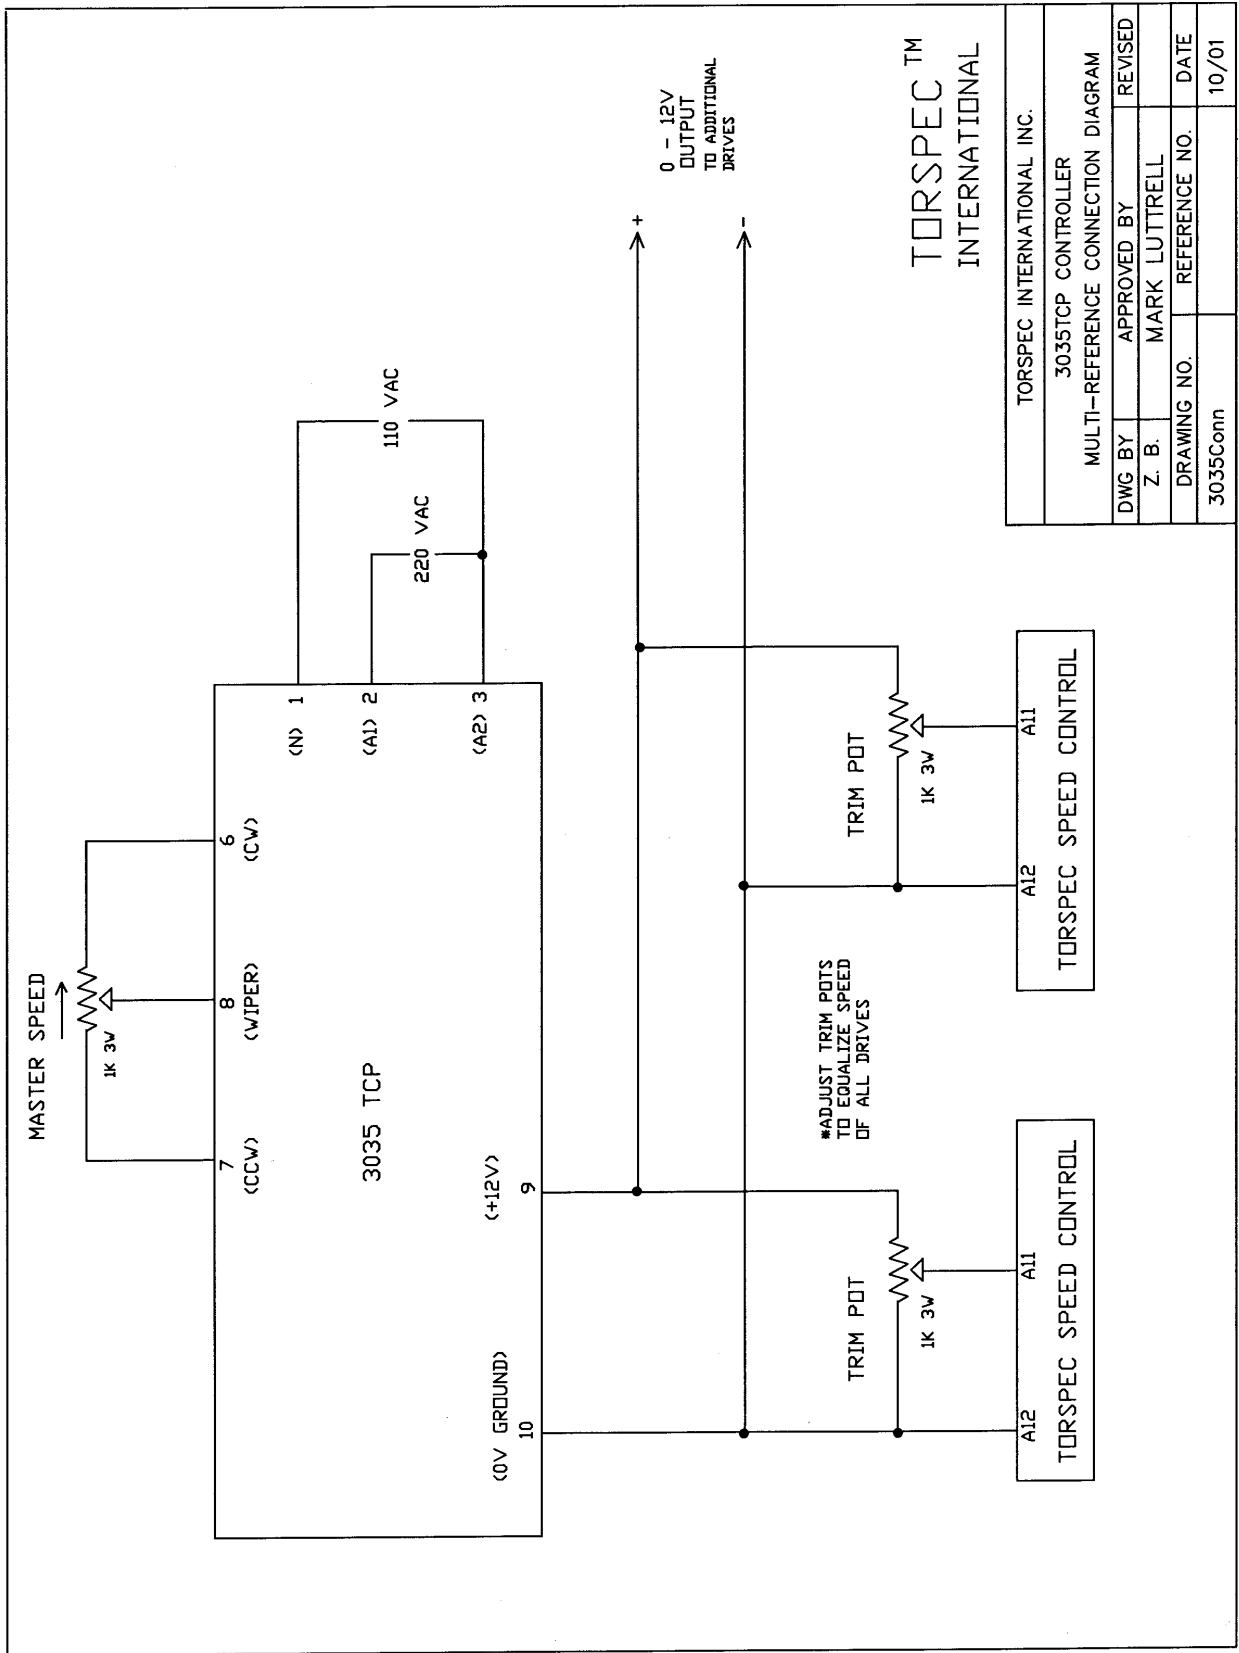 MASTER SPEED
1K 3W
7
(CCW)
8
(WIPER)
6
(CW)
3035 TCP
(N) 1
(A1) 2
(A2) 3
220 VAC
110 VAC
(0V GROUND)
10
(+12V)
9
+
-
0 - 12V
OUTPUT
TO ADDITIONAL
DRIVES
TRIM POT
1K 3W
*ADJUST TRIM POTS
TO EQUALIZE SPEED
OF ALL DRIVES
TRIM POT
1K 3W
A12
A11
TORSPEC SPEED CONTROL
A12
A11
TORSPEC SPEED CONTROL
TORSPEC TM
INTERNATIONAL
TORSPEC INTERNATIONAL INC.
3035TCP CONTROLLER
MULTI-REFERENCE CONNECTION DIAGRAM
DWG BY APPROVED BY REVISED
Z. B. MARK LUTTRELL
DRAWING NO. REFERENCE NO. DATE
3035Conn 10/01